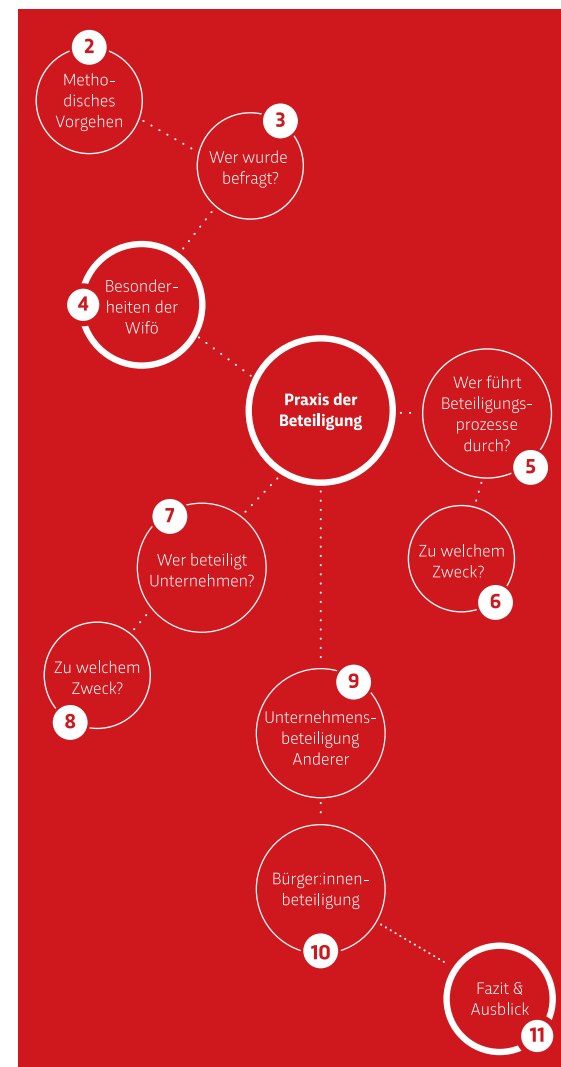 2
Metho-
disches
Vorgehen
3
Wer wurde
befragt?
4
Besonder-
heiten der
Wifö
Praxis der
Beteiligung
Wer führt
Beteiligungs-
prozesse
durch?
5
Zu welchem
Zweck?
6
7
Wer beteiligt
Unternehmen?
Zu welchem
Zweck?
8
9
Unternehmens-
beteiligung
Anderer
Bürger:innen-
beteiligung
10
Fazit &
Ausblick
11